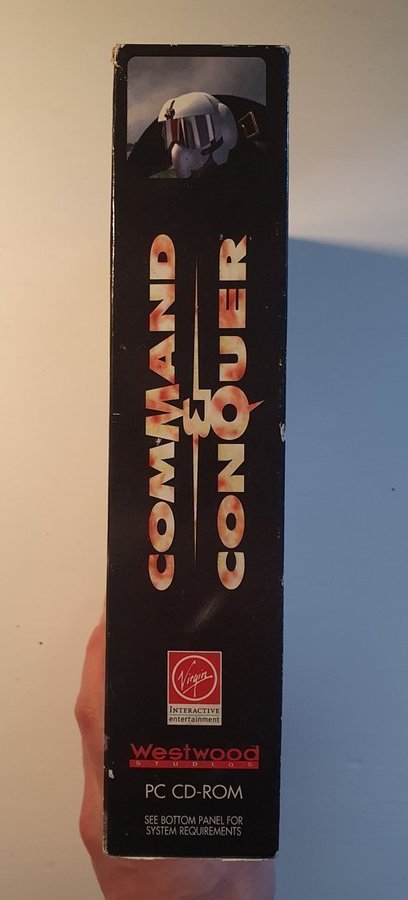 COMMAND
&
CONQUER
Virgin
INTERACTIVE
entertainment
Westwood
STUDIOS
PC CD-ROM
SEE BOTTOM PANEL FOR
SYSTEM REQUIREMENTS